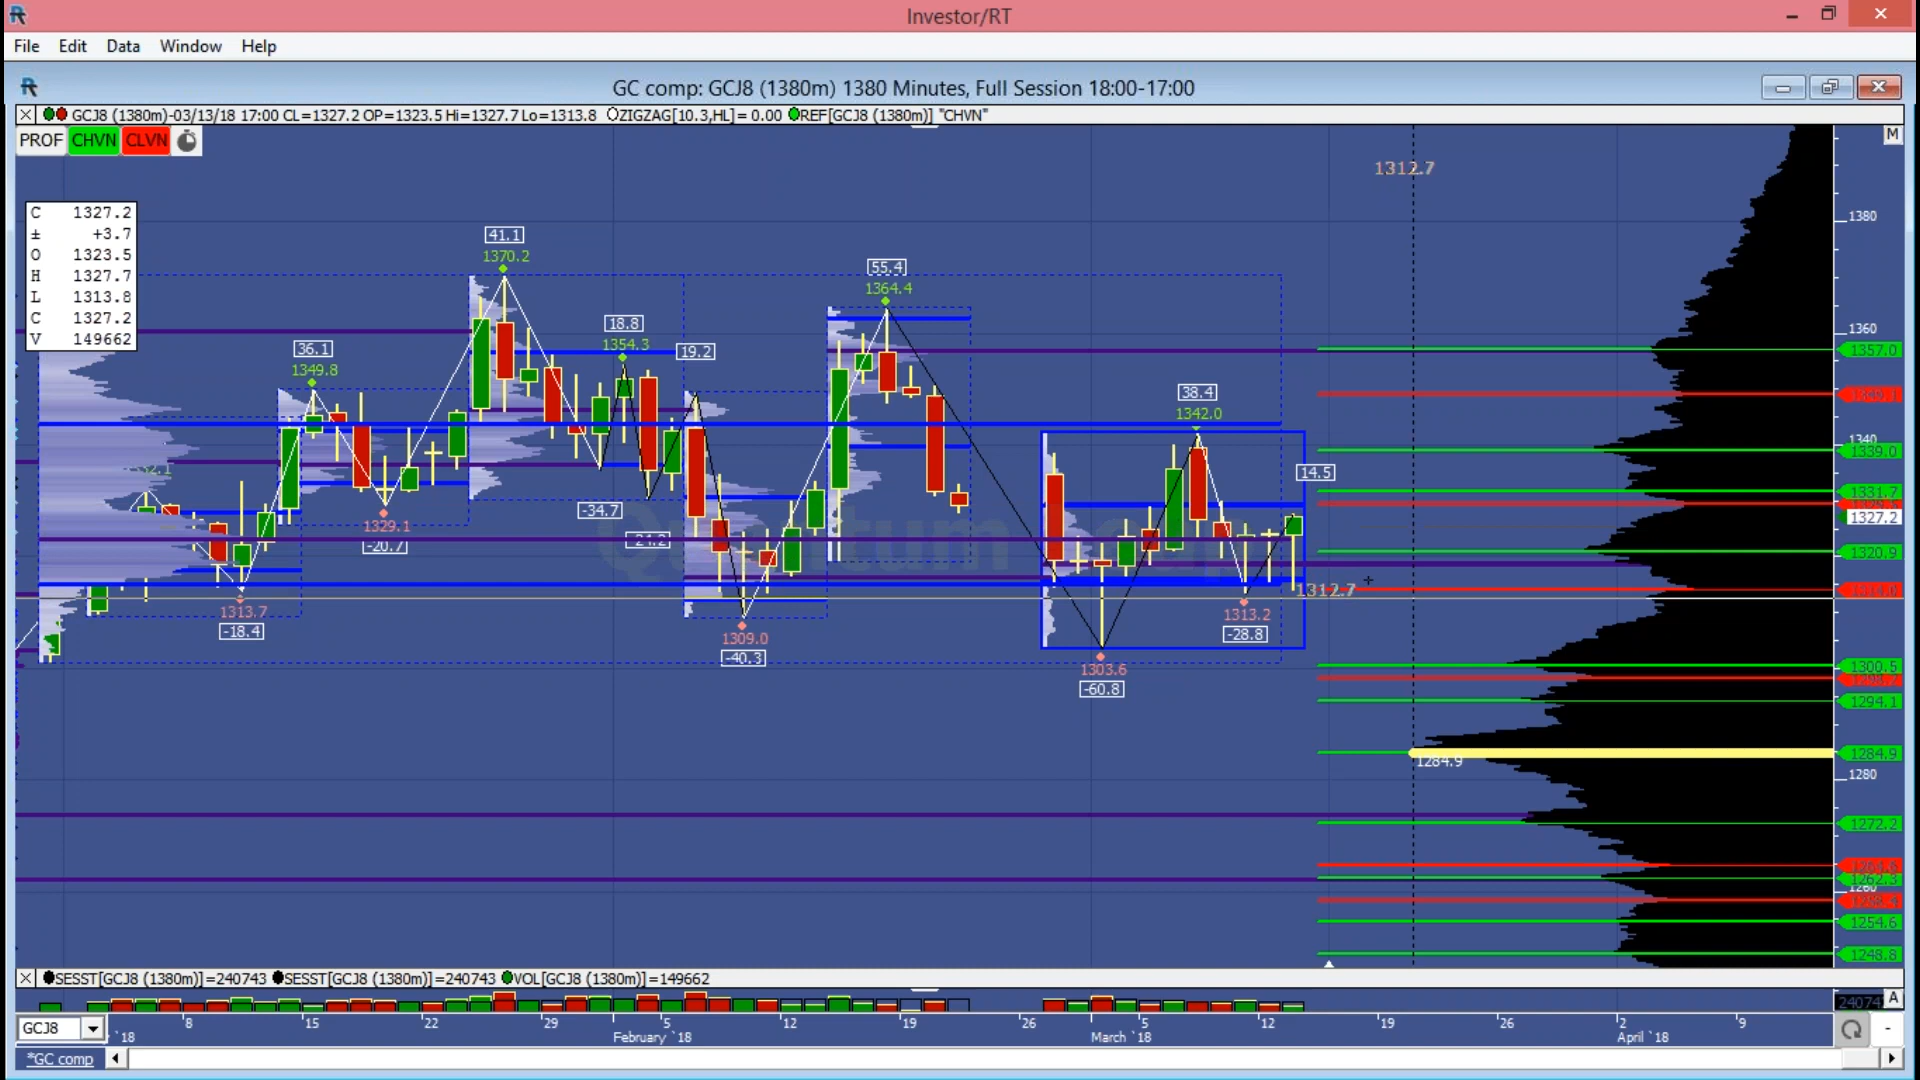 Investor/RT
File Edit Data Window Help
GC comp: GCJ8 (1380m) 1380 Minutes, Full Session 18:00-17:00
GCJ8 (1380m)-03/13/18 17:00 CL=1327.2 OP=1323.5 Hi=1327.7 Lo=1313.8 ZIGZAG[10.3,HL]= 0.00 REF[GCJ8 (1380m)] "CHVN"
PROF CHVN CLVN
M
1312.7
C 1327.2
± +3.7
O 1323.5
H 1327.7
L 1313.8
C 1327.2
V 149662
1380
41.1
1370.2
55.4
1364.4
18.8
1354.3
19.2
36.1
1349.8
1360
1357.0
38.4
1342.0
1340
1339.0
14.5
1331.7
1327.2
-34.7
1329.1
-20.7
-24.2
1320.9
1312.7
1313.7
-18.4
1309.0
-40.3
1313.2
-28.8
1303.6
-60.8
1300.5
1294.1
1284.9
1284.9
1280
1272.2
1262.3
1260
1254.6
1248.8
SESST[GCJ8 (1380m)]=240743 SESST[GCJ8 (1380m)]=240743 VOL[GCJ8 (1380m)]=149662
A
GCJ8
8 15 22 29 5 12 19 26 5 12 19 26 2 9
'18 February '18 March '18 April '18
*GC comp